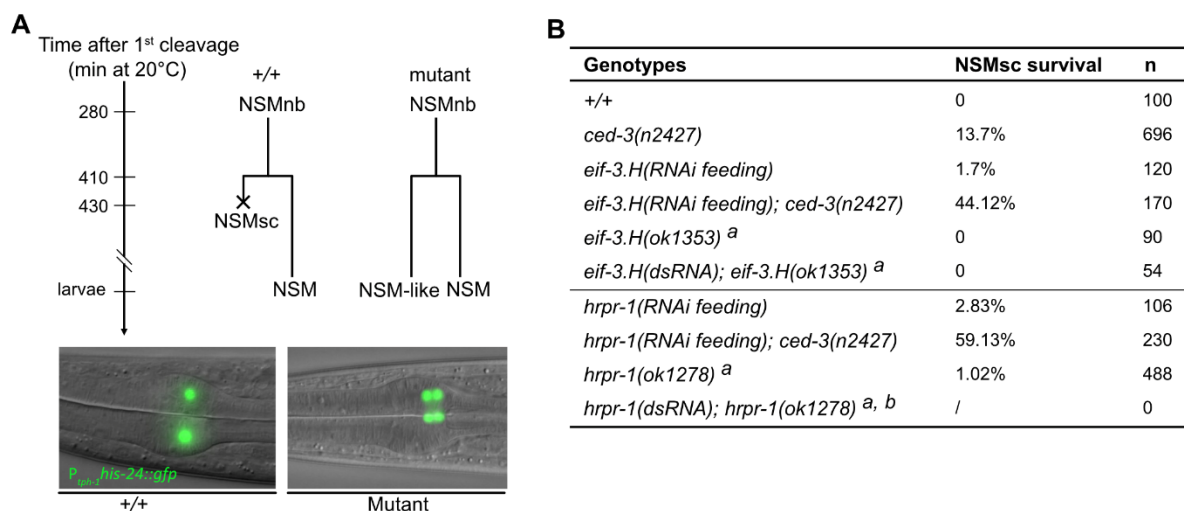 A
Time after 1st cleavage
(min at 20°C)
+/+
mutant
NSMnb
NSMnb
280
410
430
NSMsc
larvae
NSM
NSM-like NSM
Ptph-1his-24::gfp
+/+
Mutant
B
Genotypes NSMsc survival n
+/+ 0 100
ced-3(n2427) 13.7% 696
eif-3.H(RNAi feeding) 1.7% 120
eif-3.H(RNAi feeding); ced-3(n2427) 44.12% 170
eif-3.H(ok1353) a 0 90
eif-3.H(dsRNA); eif-3.H(ok1353) a 0 54
hrpr-1(RNAi feeding) 2.83% 106
hrpr-1(RNAi feeding); ced-3(n2427) 59.13% 230
hrpr-1(ok1278) a 1.02% 488
hrpr-1(dsRNA); hrpr-1(ok1278) a, b / 0